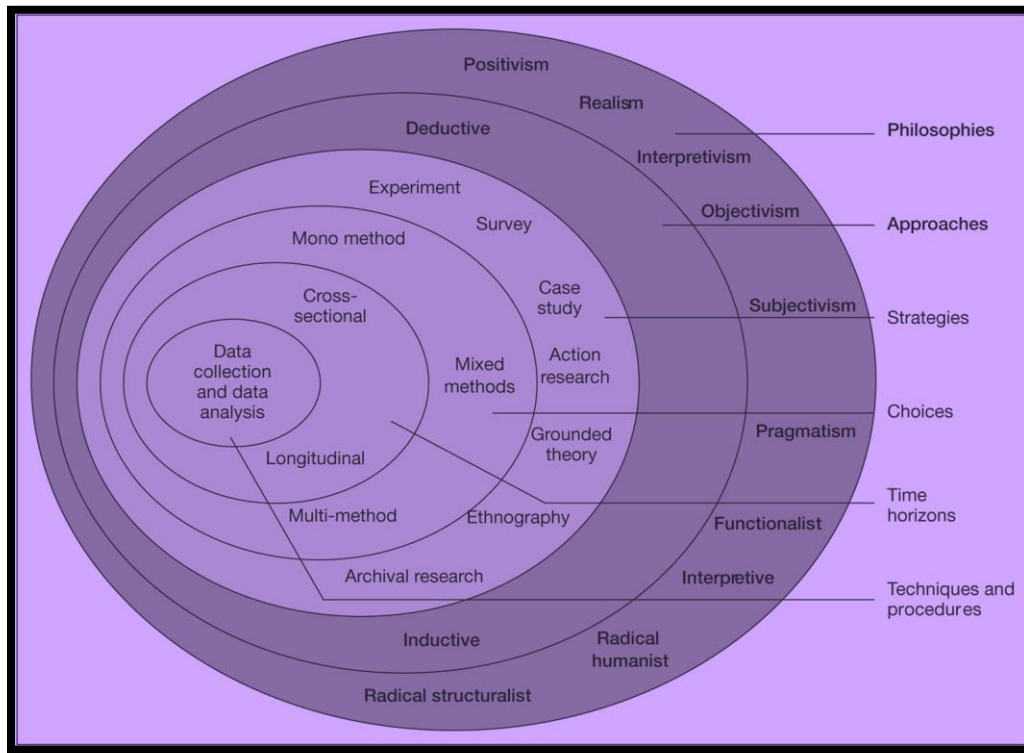 Positivism
Realism
Deductive
Philosophies
Interpretivism
Experiment
Objectivism
Survey
Approaches
Mono method
Case
study
Cross-
sectional
Subjectivism
Strategies
Data
collection
and data
analysis
Mixed
methods
Action
research
Choices
Pragmatism
Grounded
theory
Longitudinal
Time
horizons
Multi-method
Ethnography
Functionalist
Archival research
Interpretive
Techniques and
procedures
Inductive
Radical
humanist
Radical structuralist